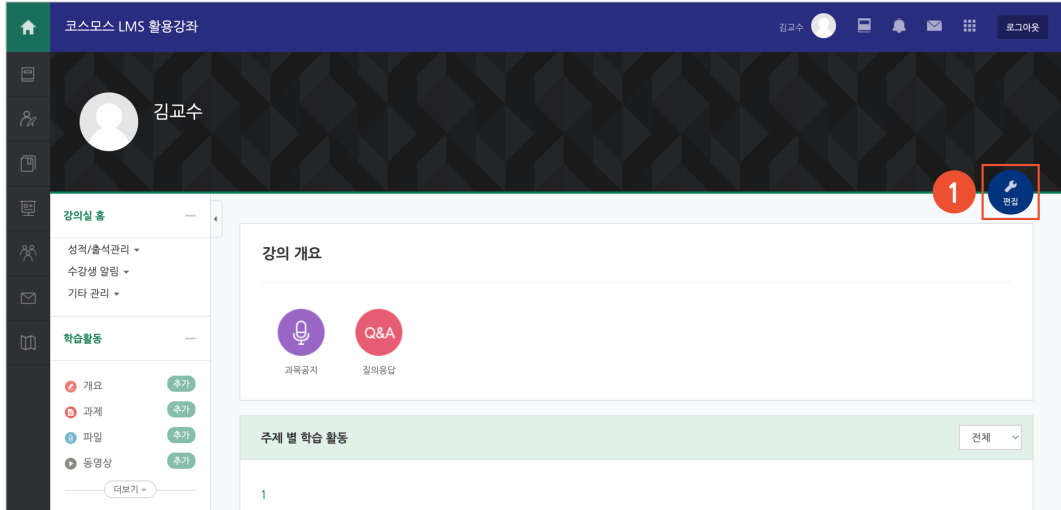 코스모스 LMS 활용강좌
김교수
로그아웃
김교수
1
편집
강의실 홈
성적/출석관리
수강생 알림
기타 관리
학습활동
개요 추가
과제 추가
파일 추가
동영상 추가
더보기
강의 개요
과목공지
Q&A
질의응답
주제 별 학습 활동
전체
1